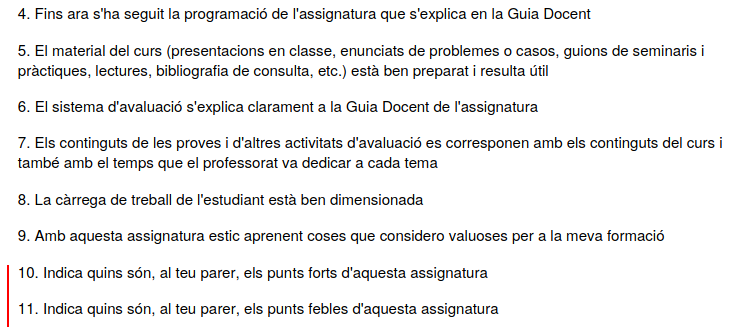 4. Fins ara s'ha seguit la programació de l'assignatura que s'explica en la Guia Docent
5. El material del curs (presentacions en classe, enunciats de problemes o casos, guions de seminaris i
pràctiques, lectures, bibliografia de consulta, etc.) està ben preparat i resulta útil
6. El sistema d'avaluació s'explica clarament a la Guia Docent de l'assignatura
7. Els continguts de les proves i d'altres activitats d'avaluació es corresponen amb els continguts del curs i
també amb el temps que el professorat va dedicar a cada tema
8. La càrrega de treball de l'estudiant està ben dimensionada
9. Amb aquesta assignatura estic aprenent coses que considero valuoses per a la meva formació
10. Indica quins són, al teu parer, els punts forts d'aquesta assignatura
11. Indica quins són, al teu parer, els punts febles d'aquesta assignatura